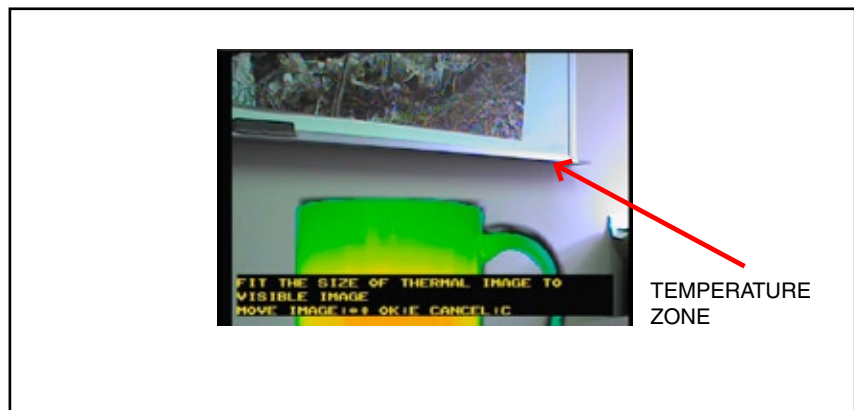 FIT THE SIZE OF THERMAL IMAGE TO
VISIBLE IMAGE
MOVE IMAGE:↔↕ OK:E CANCEL:C
TEMPERATURE
ZONE